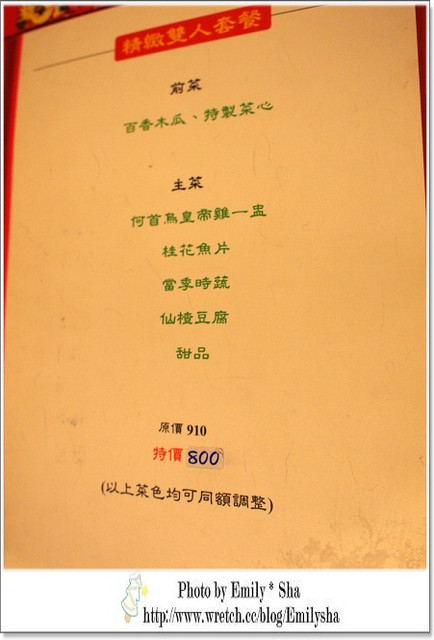 精緻雙人套餐
前菜
百香木瓜、特製菜心
主菜
何首烏皇帝雞一盅
桂花魚片
當季時蔬
仙楂豆腐
甜品
原價 910
特價 800
(以上菜色均可同額調整)
Photo by Emily * Sha
http://www.wretch.cc/blog/Emilysha